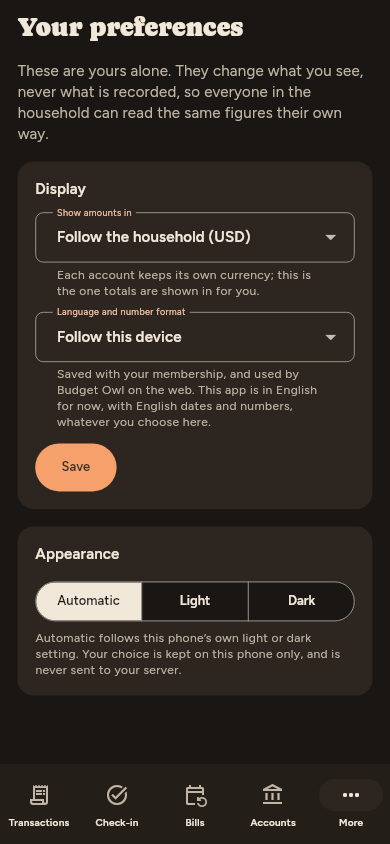 Your preferences
These are yours alone. They change what you see,
never what is recorded, so everyone in the
household can read the same figures their own
way.
Display
Show amounts in
Follow the household (USD)
Each account keeps its own currency; this is
the one totals are shown in for you.
Language and number format
Follow this device
Saved with your membership, and used by
Budget Owl on the web. This app is in English
for now, with English dates and numbers,
whatever you choose here.
Save
Appearance
Automatic
Light
Dark
Automatic follows this phone's own light or dark
setting. Your choice is kept on this phone only, and is
never sent to your server.
Transactions
Check-in
Bills
Accounts
More